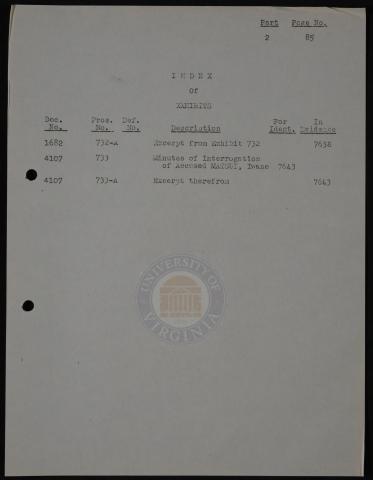 Part Page No.
2 85
I N D E X
of
EXHIBITS
Doc. Pros. Def. For In
No. No. No. Description Ident. Evidence
1682 732-A Excerpt from Exhibit 732 7638
4107 733 Minutes of Interrogation
of Accused MATSUI, Iwane 7643
4107 733-A Excerpt therefrom 7643
UNIVERSITY OF
VIRGINIA